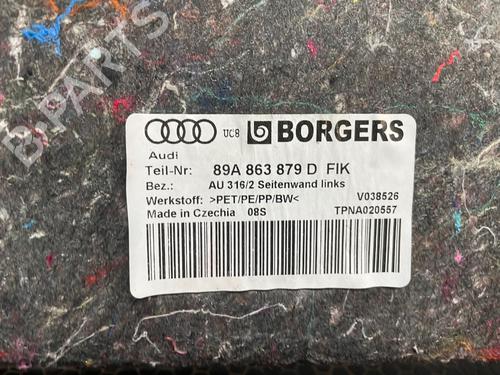 UC8 BORGERS
Audi
Teil-Nr: 89A 863 879 D FIK
Bez.: AU 316/2 Seitenwand links
Werkstoff: >PET/PE/PP/BW< V038526
Made in Czechia 08S TPNA020557
B-PARTS